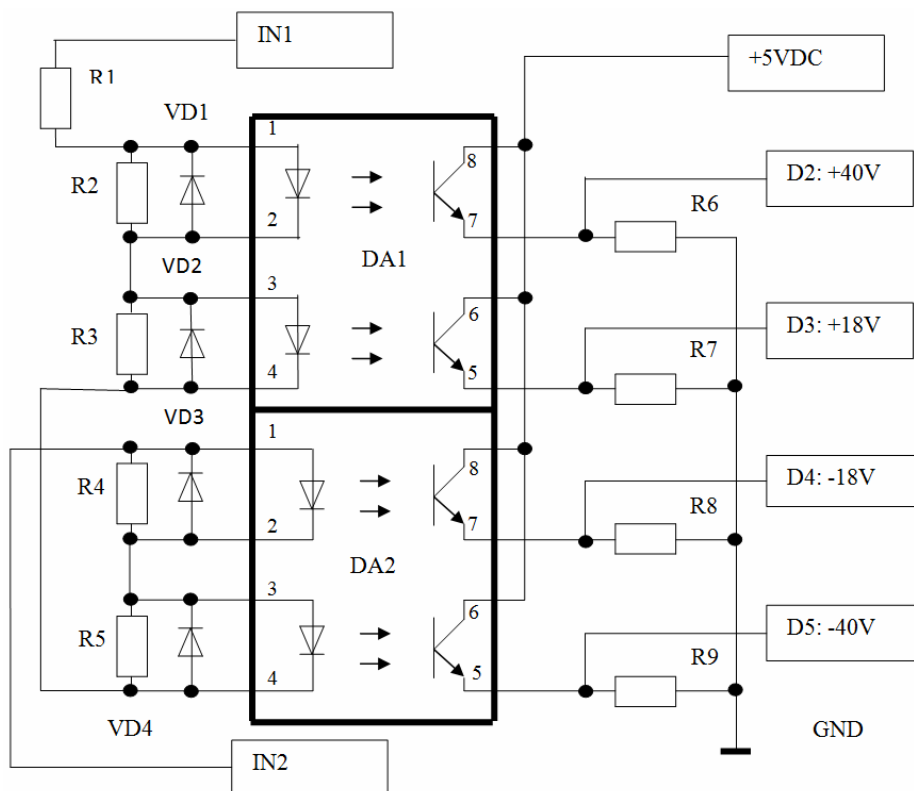 IN1
+5VDC
R1
VD1
1
8
D2: +40V
R2
R6
2
7
VD2
DA1
3
6
D3: +18V
R3
R7
4
5
VD3
1
8
D4: -18V
R4
R8
2
7
DA2
3
6
D5: -40V
R5
R9
4
5
VD4
GND
IN2